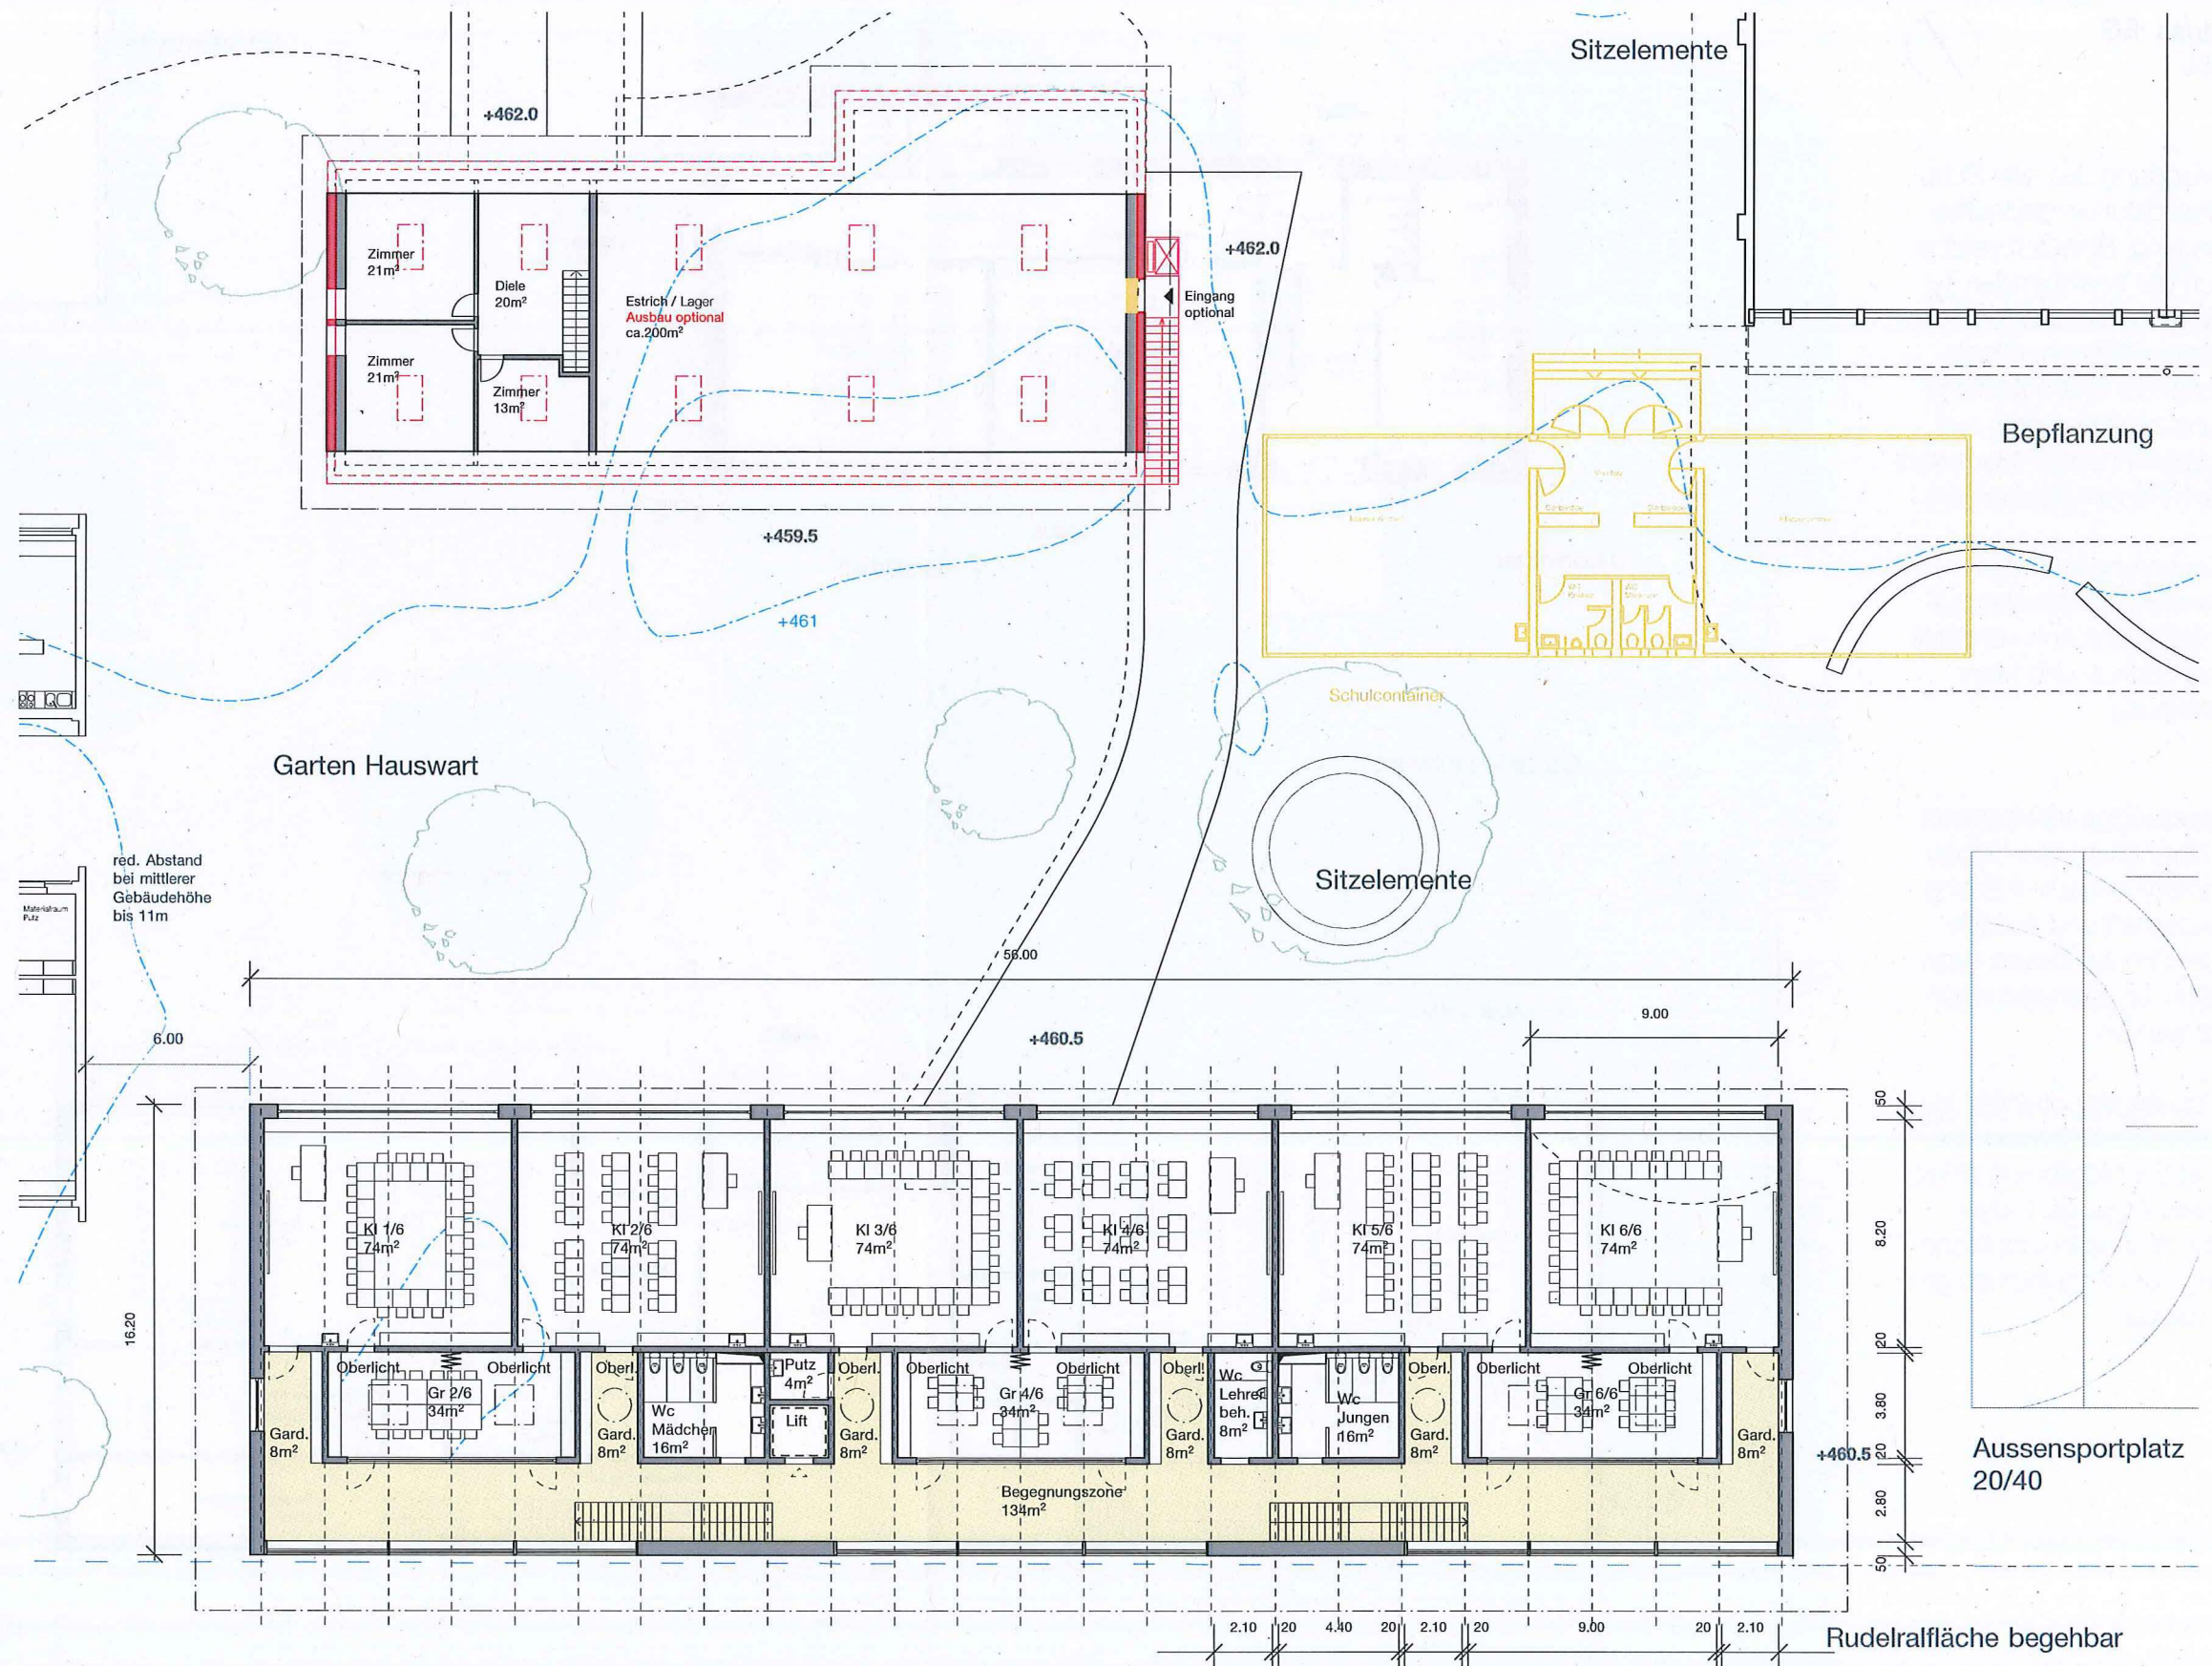 Sitzelemente
+462.0
Zimmer
21m²
Diele
20m²
Estrich / Lager
Ausbau optional
ca.200m²
+462.0
Eingang
optional
Zimmer
21m²
Zimmer
13m²
Bepflanzung
+459.5
+461
Schulcontainer
Garten Hauswart
red. Abstand
bei mittlerer
Gebäudehöhe
bis 11m
Materialraum
Putz
Sitzelemente
56.00
6.00
+460.5
9.00
50
16.20
8.20
Kl 1/6
74m²
Kl 2/6
74m²
Kl 3/6
74m²
Kl 4/6
74m²
Kl 5/6
74m²
Kl 6/6
74m²
20
Oberlicht
Oberlicht
Oberl.
Putz
4m²
Oberl.
Oberlicht
Oberlicht
Oberl.
Oberl.
Oberlicht
Oberlicht
Gr 2/6
34m²
Wc
Mädchen
16m²
Lift
Gr 4/6
34m²
Wc
Lehrer
beh.
8m²
Wc
Jungen
16m²
Gr 6/6
34m²
3.80
Gard.
8m²
Gard.
8m²
Gard.
8m²
Gard.
8m²
Gard.
8m²
Gard.
8m²
+460.5
20
Aussensportplatz
20/40
Begegnungszone
134m²
2.80
50
2.10
20
4.40
20
2.10
20
9.00
20
2.10
Rudelralfläche begehbar